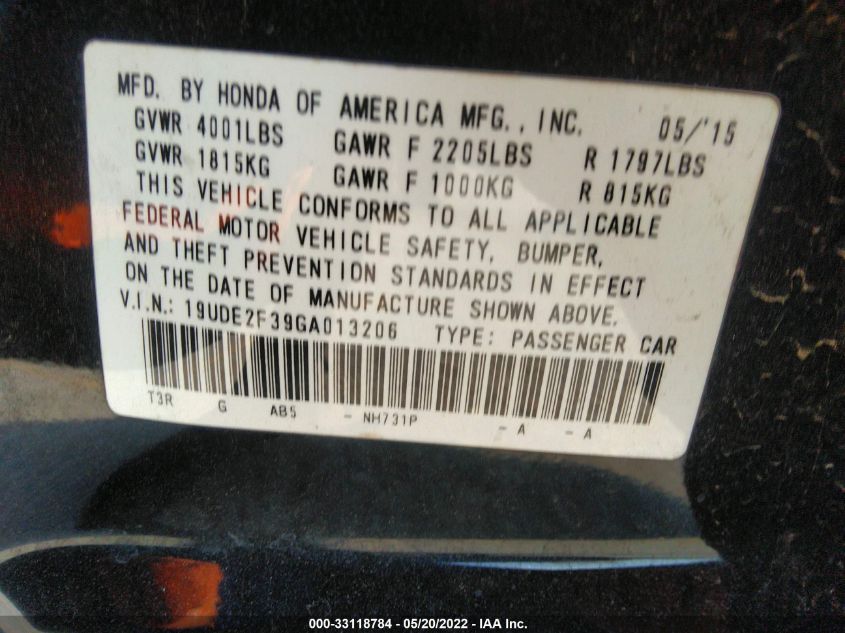 MFD. BY HONDA OF AMERICA MFG., INC. 05/'15
GVWR 4001LBS GAWR F 2205LBS R 1797LBS
GVWR 1815KG GAWR F 1000KG R 815KG
THIS VEHICLE CONFORMS TO ALL APPLICABLE
FEDERAL MOTOR VEHICLE SAFETY, BUMPER,
AND THEFT PREVENTION STANDARDS IN EFFECT
ON THE DATE OF MANUFACTURE SHOWN ABOVE.
V.I.N.: 19UDE2F39GA013206 TYPE: PASSENGER CAR
T3R G AB5 - NH731P - A - A
000-33118784 - 05/20/2022 - IAA Inc.